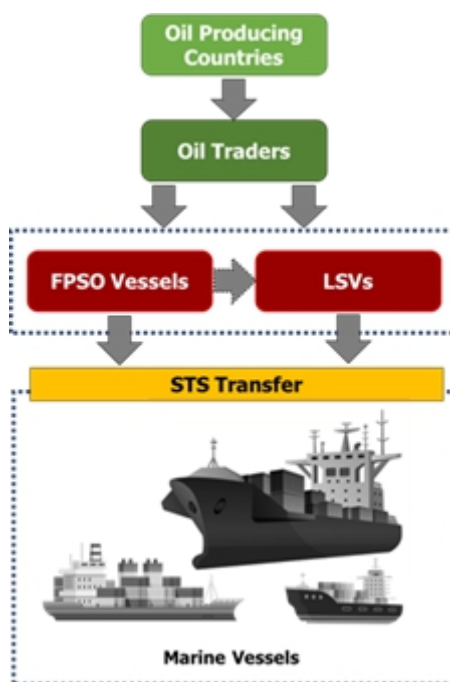 Oil Producing
Countries
Oil Traders
FPSO Vessels
LSVs
STS Transfer
Marine Vessels